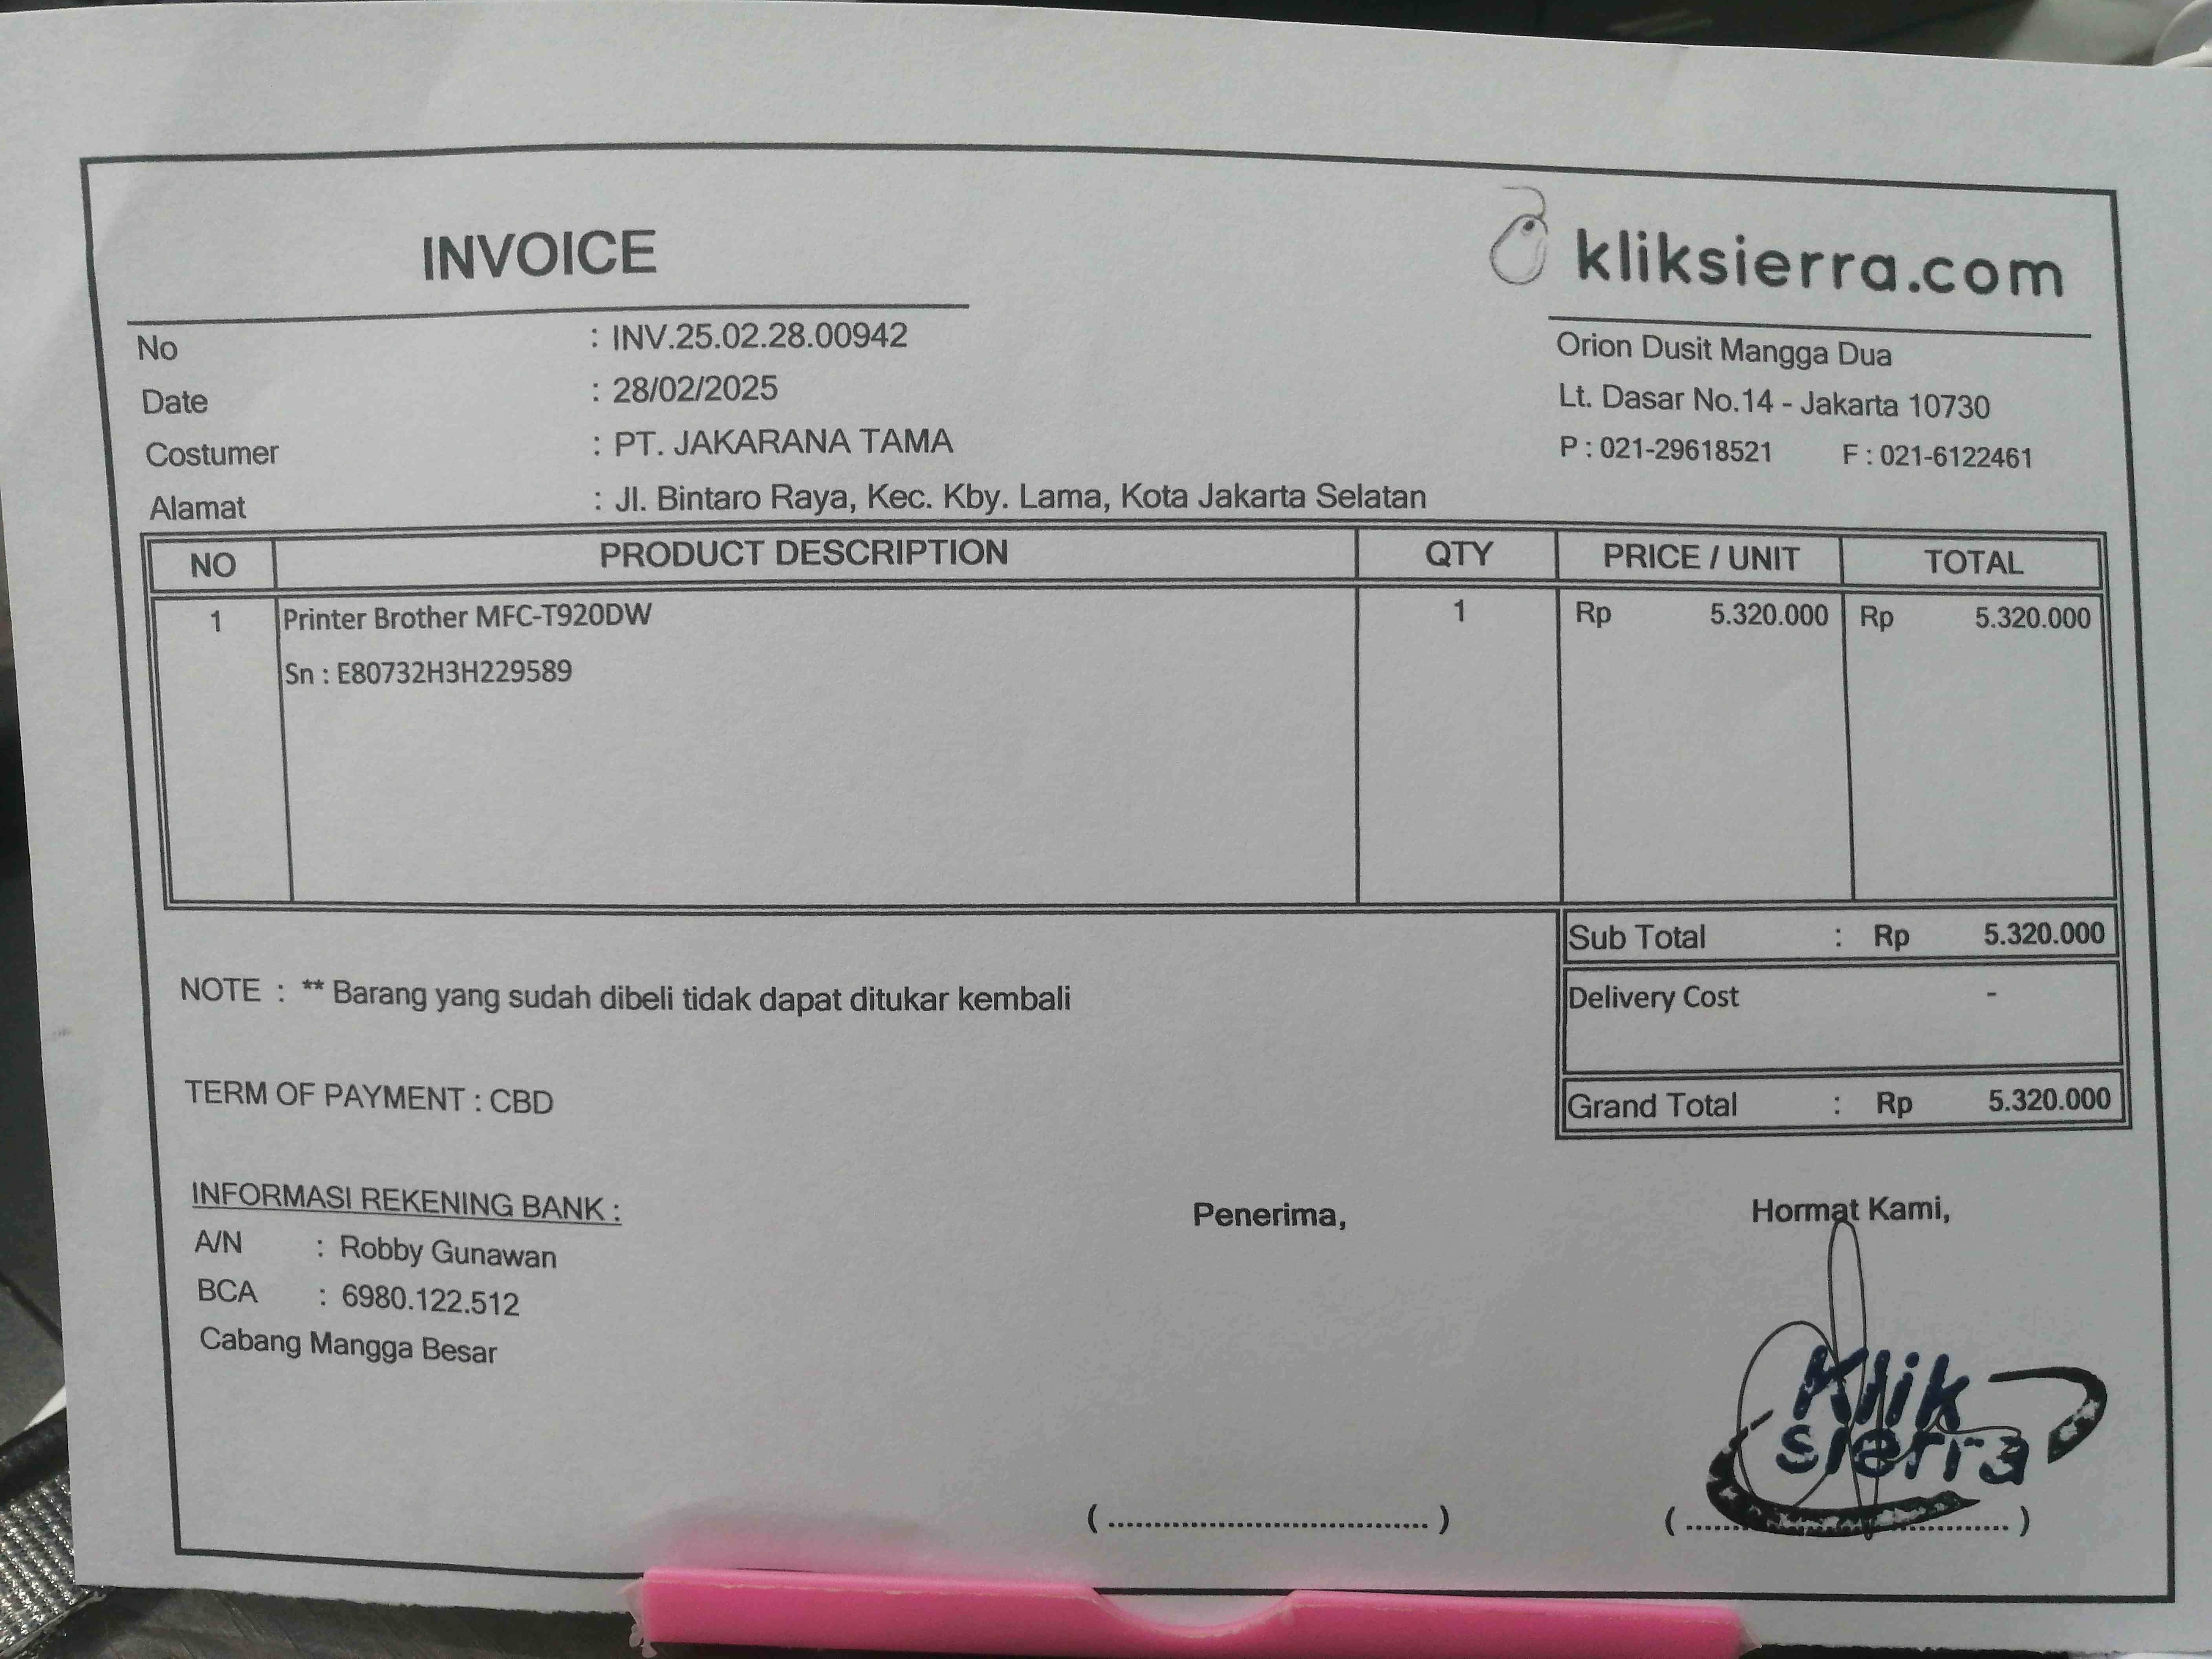 INVOICE
kliksierra.com
No : INV.25.02.28.00942
Date : 28/02/2025
Costumer : PT. JAKARANA TAMA
Alamat : Jl. Bintaro Raya, Kec. Kby. Lama, Kota Jakarta Selatan
Orion Dusit Mangga Dua
Lt. Dasar No.14 - Jakarta 10730
P : 021-29618521 F : 021-6122461
NO PRODUCT DESCRIPTION QTY PRICE / UNIT TOTAL
1 Printer Brother MFC-T920DW 1 Rp 5.320.000 Rp 5.320.000
Sn : E80732H3H229589
Sub Total : Rp 5.320.000
Delivery Cost -
Grand Total : Rp 5.320.000
NOTE : ** Barang yang sudah dibeli tidak dapat ditukar kembali
TERM OF PAYMENT : CBD
INFORMASI REKENING BANK :
A/N : Robby Gunawan
BCA : 6980.122.512
Cabang Mangga Besar
Penerima,
(....................................)
Hormat Kami,
Klik
sierra
(....................................)